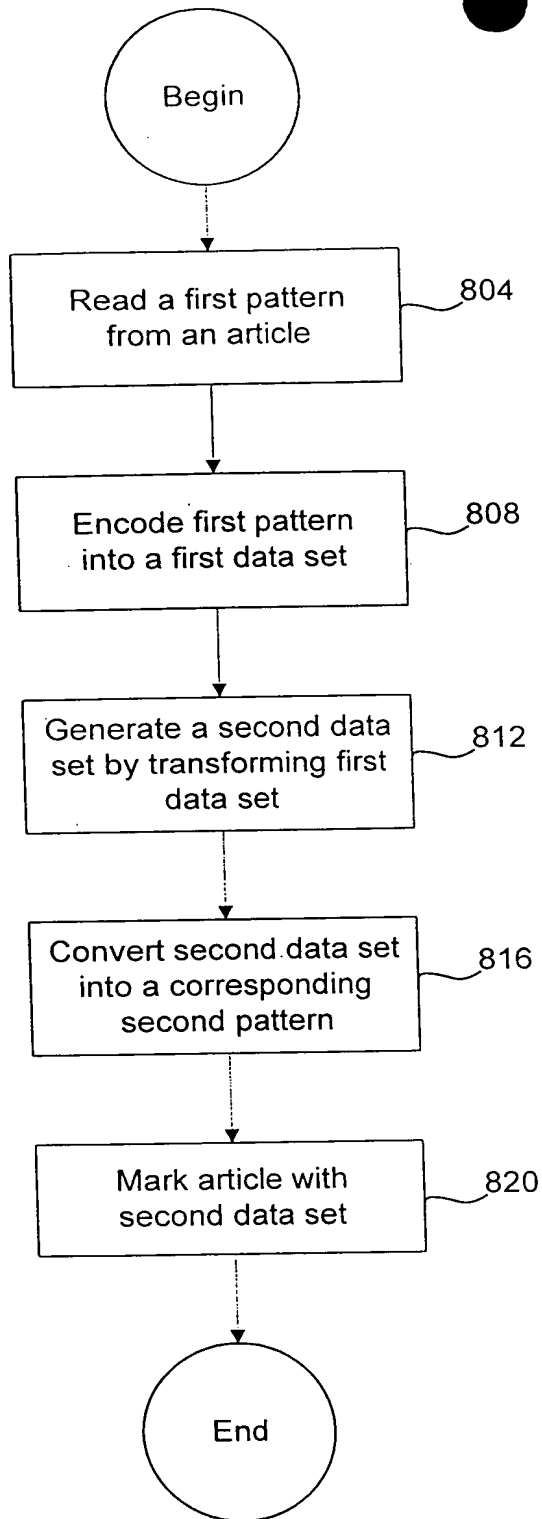 Begin
Read a first pattern
from an article
804
Encode first pattern
into a first data set
808
Generate a second data
set by transforming first
data set
812
Convert second data set
into a corresponding
second pattern
816
Mark article with
second data set
820
End